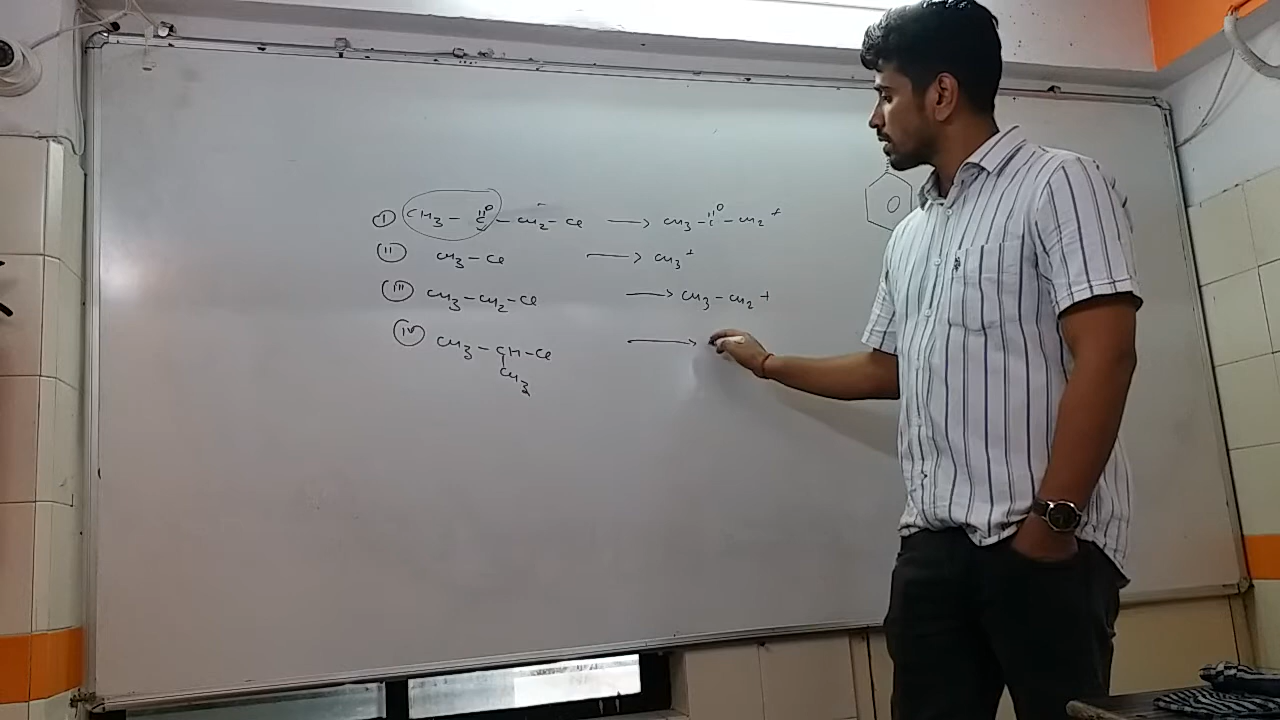 O O
I CH3 - C - CH2 - Cl → CH3 - C - CH2 +
II CH3 - Cl → CH3 +
III CH3 - CH2 - Cl → CH3 - CH2 +
IV CH3 - CH - Cl →
CH3